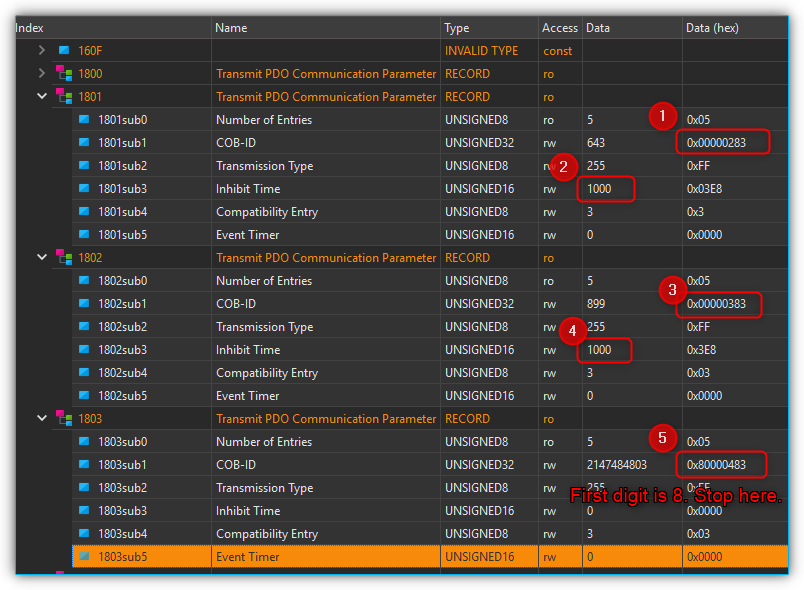 Index Name Type Access Data Data (hex)
160F INVALID TYPE const
1800 Transmit PDO Communication Parameter RECORD ro
1801 Transmit PDO Communication Parameter RECORD ro
1801sub0 Number of Entries UNSIGNED8 ro 5 0x05
1
1801sub1 COB-ID UNSIGNED32 rw 643 0x00000283
1801sub2 Transmission Type UNSIGNED8 rw 255 0xFF
2
1801sub3 Inhibit Time UNSIGNED16 rw 1000 0x03E8
1801sub4 Compatibility Entry UNSIGNED8 rw 3 0x3
1801sub5 Event Timer UNSIGNED16 rw 0 0x0000
1802 Transmit PDO Communication Parameter RECORD ro
1802sub0 Number of Entries UNSIGNED8 ro 5 0x05
3
1802sub1 COB-ID UNSIGNED32 rw 899 0x00000383
1802sub2 Transmission Type UNSIGNED8 rw 255 0xFF
4
1802sub3 Inhibit Time UNSIGNED16 rw 1000 0x3E8
1802sub4 Compatibility Entry UNSIGNED8 rw 3 0x03
1802sub5 Event Timer UNSIGNED16 rw 0 0x0000
1803 Transmit PDO Communication Parameter RECORD ro
1803sub0 Number of Entries UNSIGNED8 ro 5 0x05
5
1803sub1 COB-ID UNSIGNED32 rw 2147484803 0x80000483
1803sub2 Transmission Type UNSIGNED8 rw 255 0xFF
First digit is 8. Stop here.
1803sub3 Inhibit Time UNSIGNED16 rw 0 0x0000
1803sub4 Compatibility Entry UNSIGNED8 rw 3 0x03
1803sub5 Event Timer UNSIGNED16 rw 0 0x0000